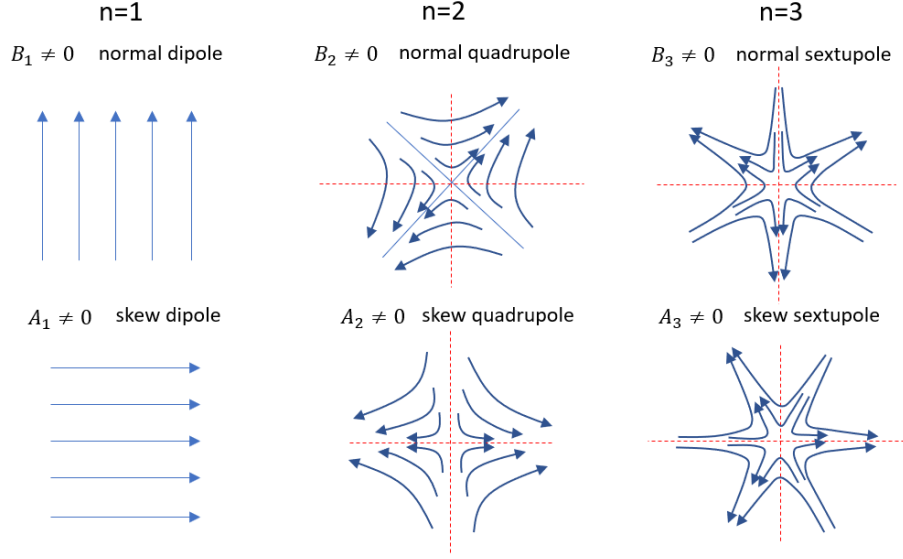 n=1
n=2
n=3
B₁ ≠ 0 normal dipole
B₂ ≠ 0 normal quadrupole
B₃ ≠ 0 normal sextupole
A₁ ≠ 0 skew dipole
A₂ ≠ 0 skew quadrupole
A₃ ≠ 0 skew sextupole